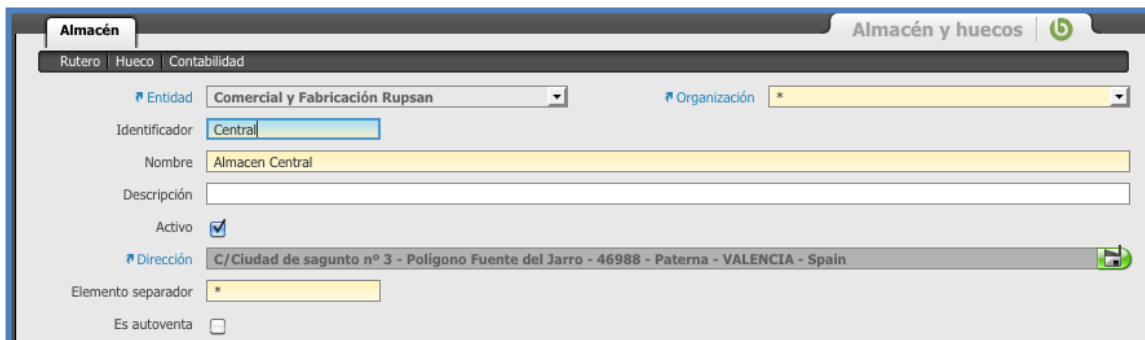 Almacén
Almacén y huecos
Rutero Hueco Contabilidad
Entidad Comercial y Fabricación Rupsan Organización *
Identificador Central
Nombre Almacen Central
Descripción
Activo
Dirección C/Ciudad de sagunto nº 3 - Polígono Fuente del Jarro - 46988 - Paterna - VALENCIA - Spain
Elemento separador *
Es autoventa